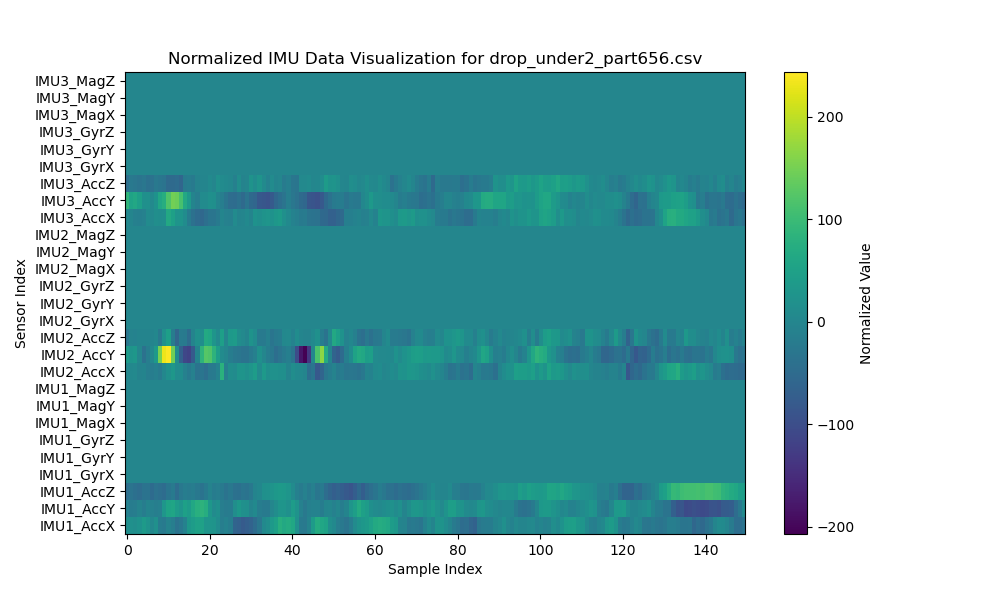 Normalized IMU Data Visualization for drop_under2_part656.csv
IMU3_MagZ
IMU3_MagY
IMU3_MagX
IMU3_GyrZ
IMU3_GyrY
IMU3_GyrX
IMU3_AccZ
IMU3_AccY
IMU3_AccX
IMU2_MagZ
IMU2_MagY
IMU2_MagX
IMU2_GyrZ
IMU2_GyrY
IMU2_GyrX
IMU2_AccZ
IMU2_AccY
IMU2_AccX
IMU1_MagZ
IMU1_MagY
IMU1_MagX
IMU1_GyrZ
IMU1_GyrY
IMU1_GyrX
IMU1_AccZ
IMU1_AccY
IMU1_AccX
Sensor Index
0 20 40 60 80 100 120 140
Sample Index
200
100
0
−100
−200
Normalized Value